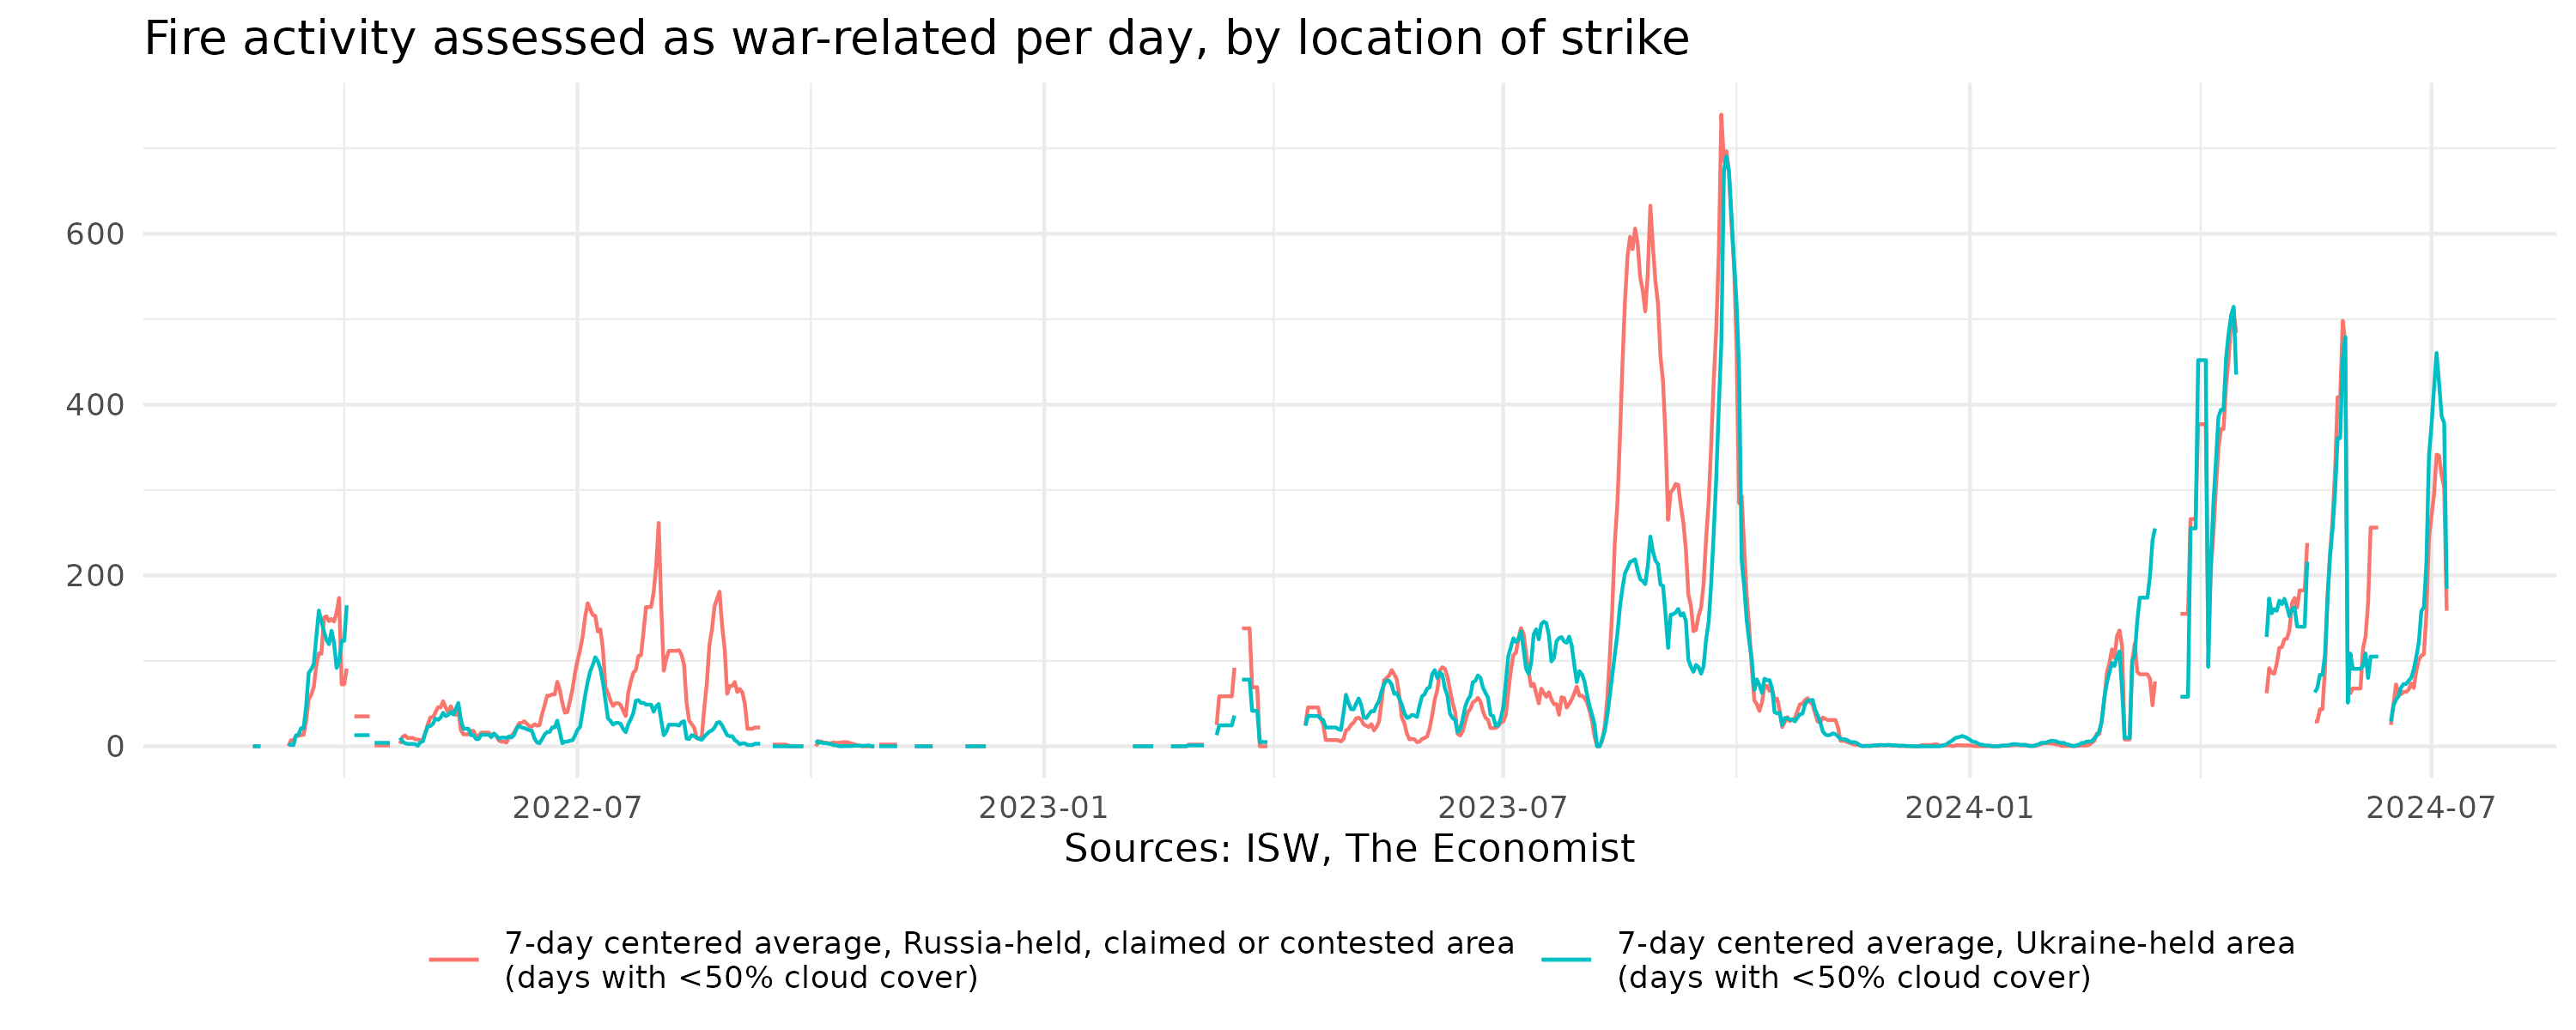 Fire activity assessed as war-related per day, by location of strike
600
400
200
0
2022-07
2023-01
2023-07
2024-01
2024-07
Sources: ISW, The Economist
7-day centered average, Russia-held, claimed or contested area
(days with <50% cloud cover)
7-day centered average, Ukraine-held area
(days with <50% cloud cover)